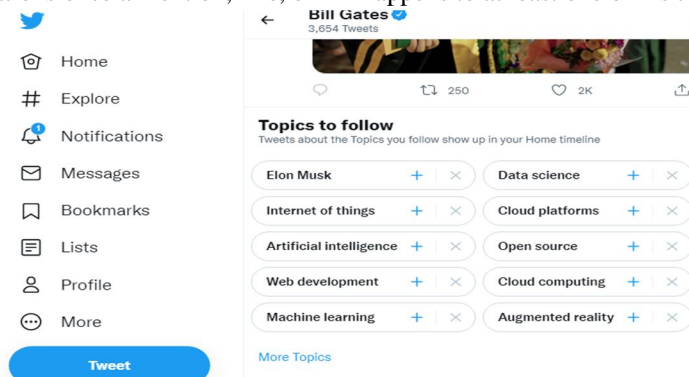 Bill Gates
3,654 Tweets
Home
Explore
1
Notifications
Messages
Bookmarks
Lists
Profile
More
Tweet
250 2K
Topics to follow
Tweets about the Topics you follow show up in your Home timeline
Elon Musk + × Data science + ×
Internet of things + × Cloud platforms + ×
Artificial intelligence + × Open source + ×
Web development + × Cloud computing + ×
Machine learning + × Augmented reality + ×
More Topics